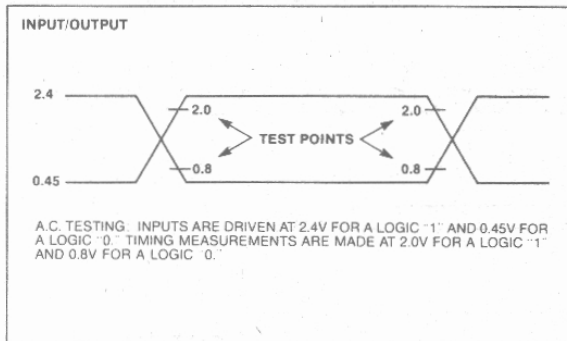 INPUT/OUTPUT
2.4
2.0
2.0
TEST POINTS
0.8
0.8
0.45
A.C. TESTING: INPUTS ARE DRIVEN AT 2.4V FOR A LOGIC "1" AND 0.45V FOR
A LOGIC "0." TIMING MEASUREMENTS ARE MADE AT 2.0V FOR A LOGIC "1"
AND 0.8V FOR A LOGIC "0."